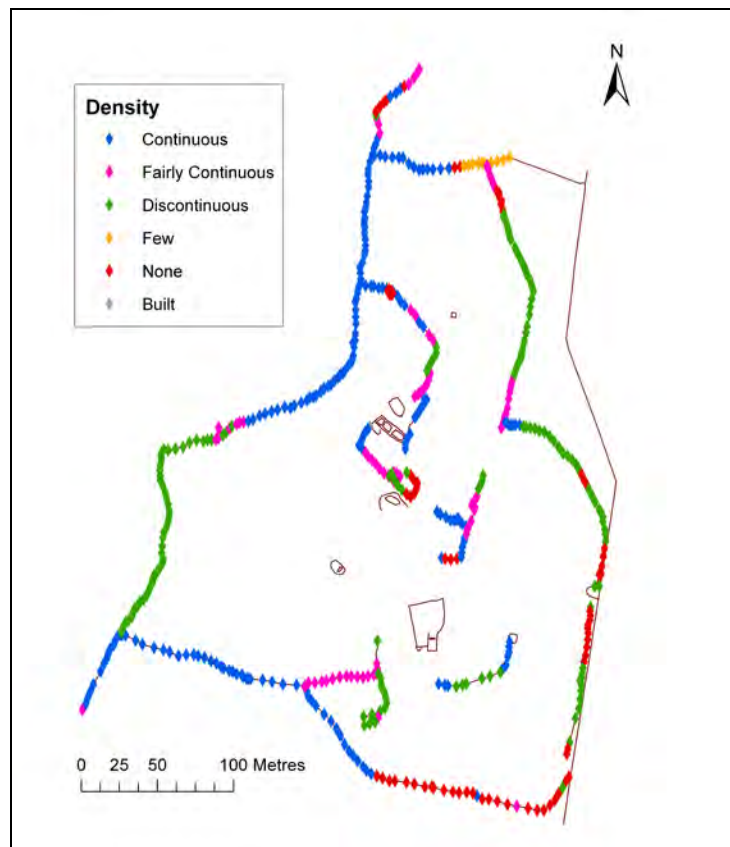 N
Density
Continuous
Fairly Continuous
Discontinuous
Few
None
Built
0 25 50 100 Metres